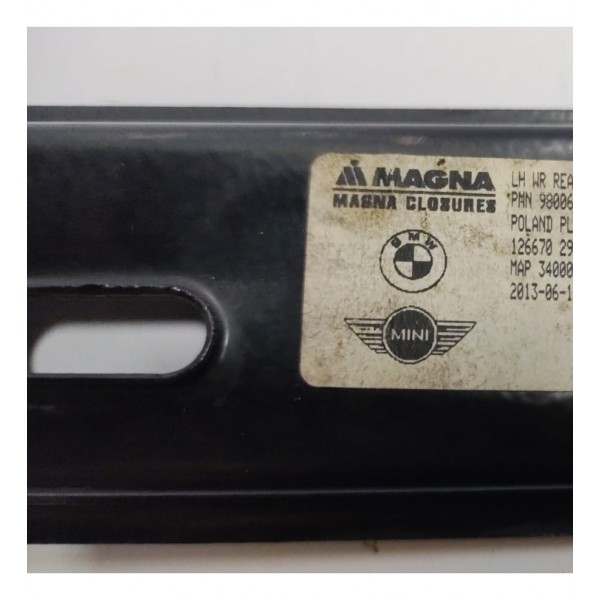 MAGNA
MAGNA CLOSURES
BMW
MINI
LH WR REA
PMN 98006
POLAND PL
126670 29
MAP 34000
2013-06-1